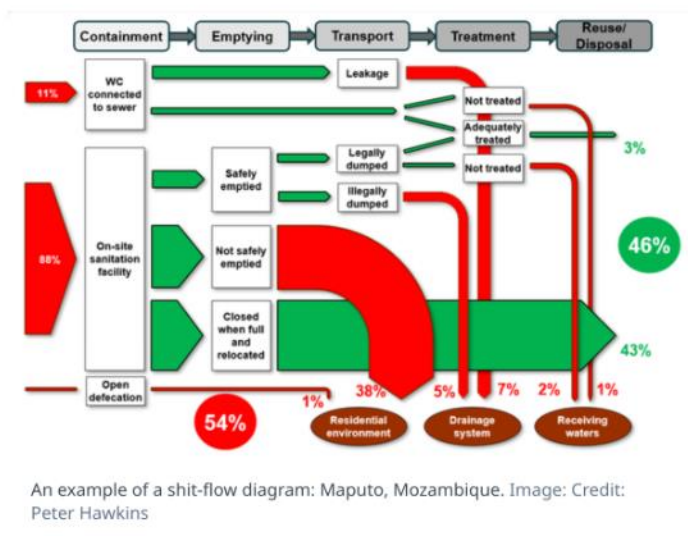 Containment
Emptying
Transport
Treatment
Reuse/
Disposal
11%
WC
connected
to sewer
Leakage
Not treated
Adequately
treated
3%
Safely
emptied
Legally
dumped
Not treated
Illegally
dumped
88%
On-site
sanitation
facility
Not safely
emptied
46%
Closed
when full
and
relocated
43%
Open
defecation
54%
1%
38%
5%
7%
2%
1%
Residential
environment
Drainage
system
Receiving
waters
An example of a shit-flow diagram: Maputo, Mozambique. Image: Credit:
Peter Hawkins